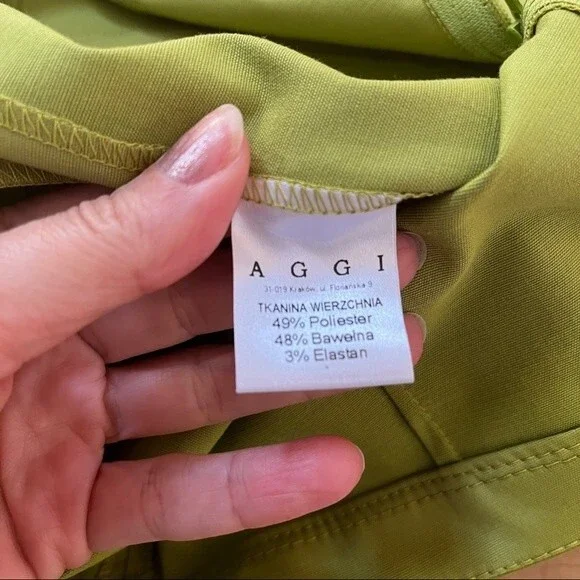 AGGI
31-019 Kraków, ul. Floriańska 9
TKANINA WIERZCHNIA
49% Poliester
48% Bawełna
3% Elastan